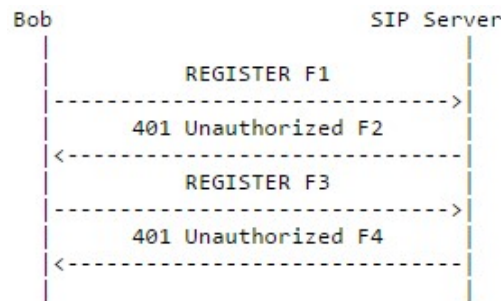 Bob SIP Server
REGISTER F1
401 Unauthorized F2
REGISTER F3
401 Unauthorized F4